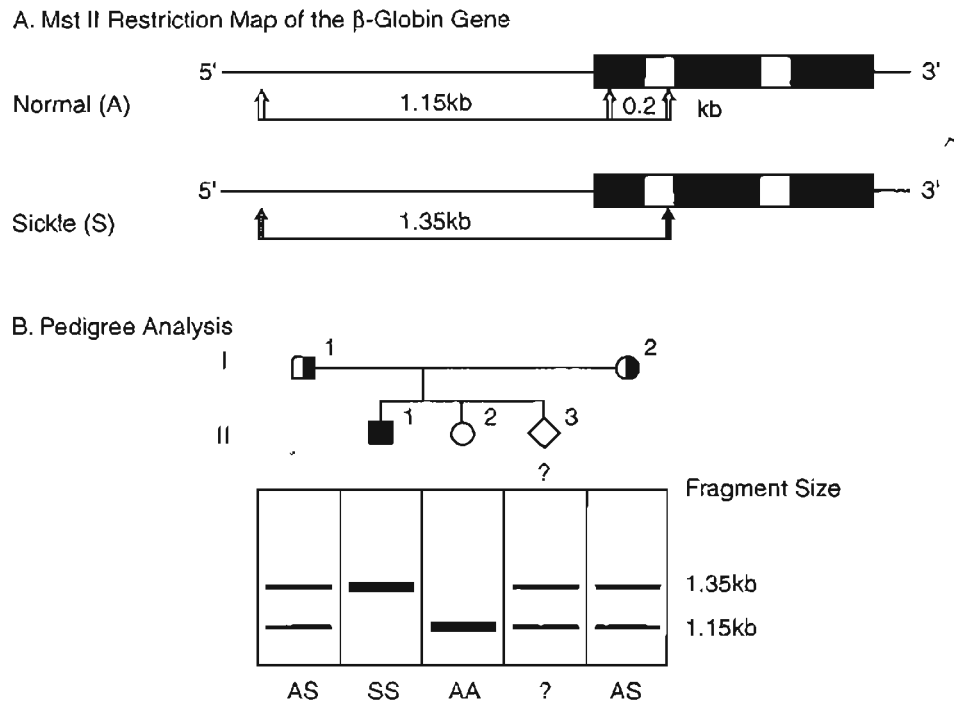 A. Mst II Restriction Map of the β-Globin Gene
5' 3'
Normal (A) 1.15kb 0.2 kb
5' 3'
Sickle (S) 1.35kb
B. Pedigree Analysis
I 1 2
II 1 2 3
?
Fragment Size
1.35kb
1.15kb
AS SS AA ? AS